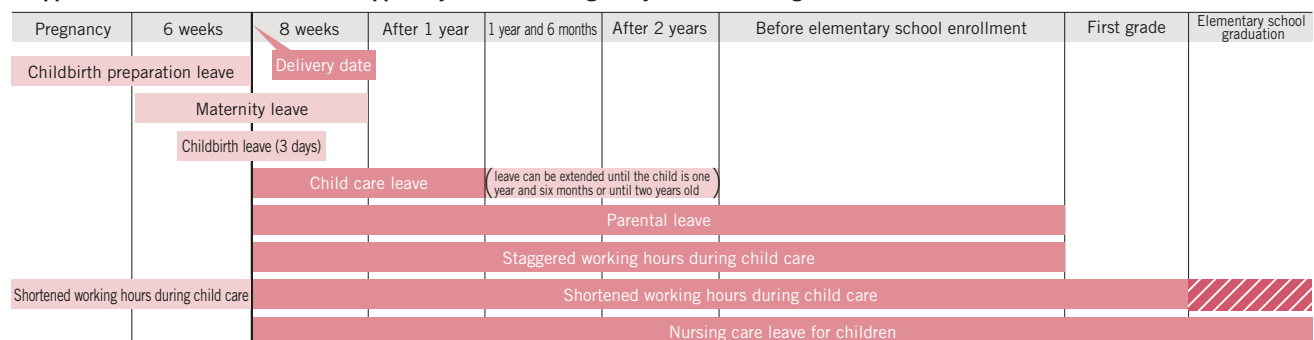 Pregnancy
6 weeks
8 weeks
After 1 year
1 year and 6 months
After 2 years
Before elementary school enrollment
First grade
Elementary school
graduation
Childbirth preparation leave
Delivery date
Maternity leave
Childbirth leave (3 days)
Child care leave
(leave can be extended until the child is one
year and six months or until two years old)
Parental leave
Staggered working hours during child care
Shortened working hours during child care
Shortened working hours during child care
Nursing care leave for children